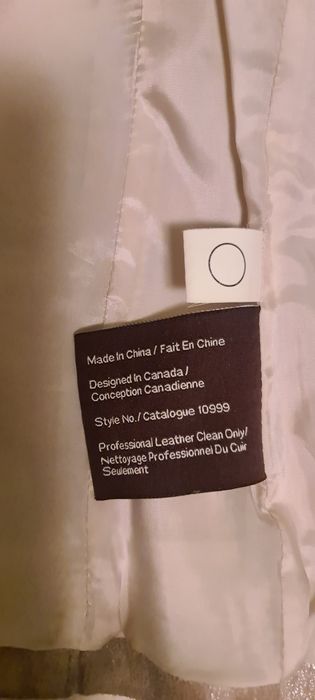 Made In China / Fait En Chine
Designed In Canada /
Conception Canadienne
Style No./ Catalogue 10999
Professional Leather Clean Only/
Nettoyage Professionnel Du Cuir
Seulement